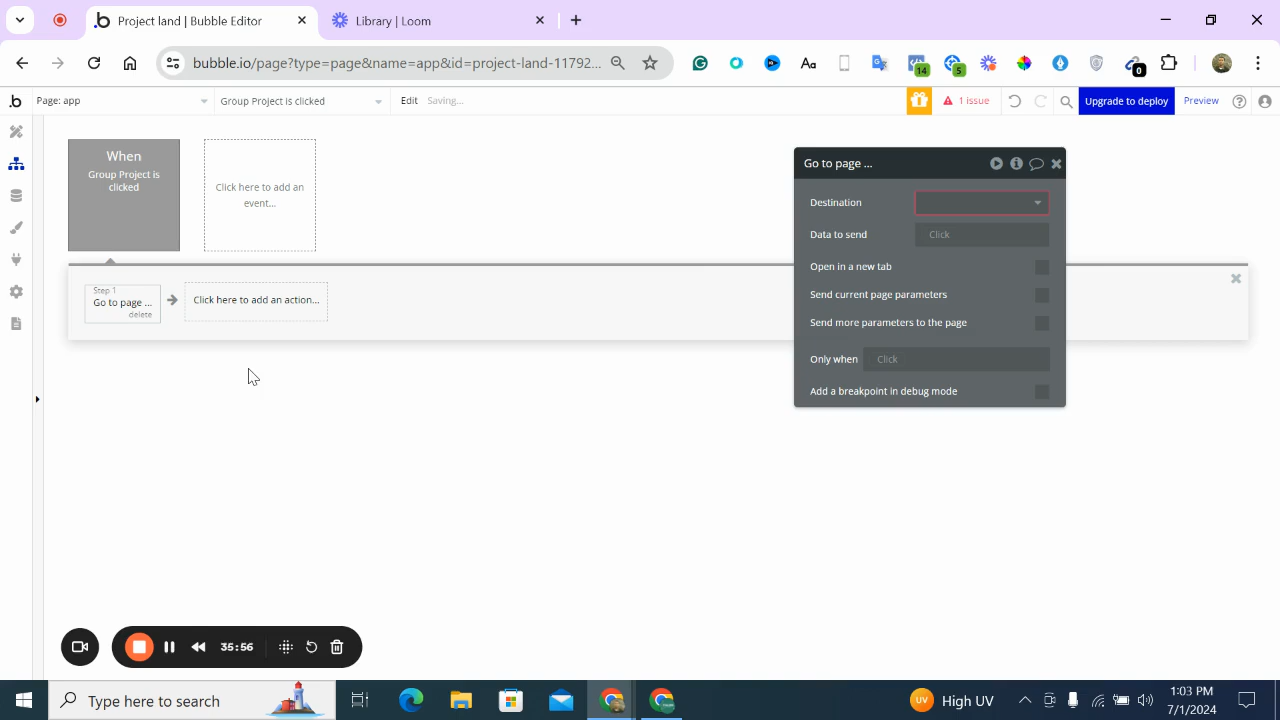 Project land | Bubble Editor
Library | Loom
bubble.io/page?type=page&name=app&id=project-land-11792...
14
5
0
Page: app
Group Project is clicked
Edit
Saving...
1 issue
Upgrade to deploy
Preview
When
Group Project is
clicked
Click here to add an
event...
Step 1
Go to page ...
delete
Click here to add an action...
Go to page ...
Destination
Data to send
Click
Open in a new tab
Send current page parameters
Send more parameters to the page
Only when
Click
Add a breakpoint in debug mode
35:56
Type here to search
UV
High UV
1:03 PM
7/1/2024